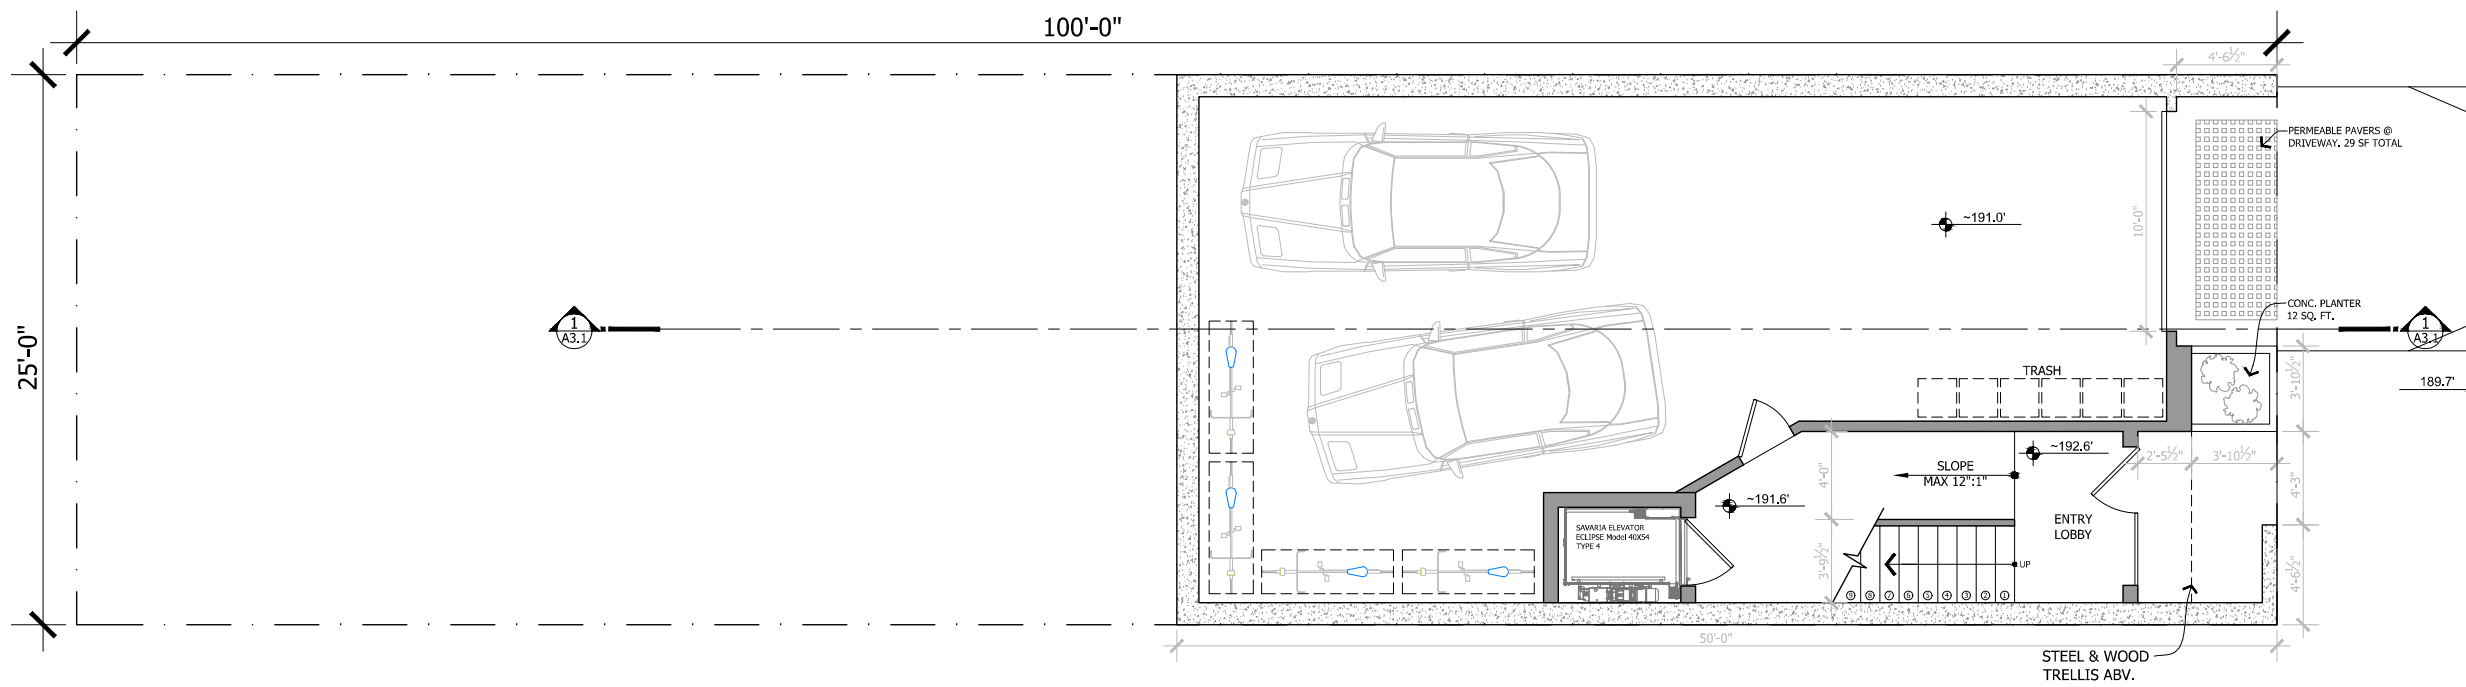 100'-0"
4'-6½"
PERMEABLE PAVERS @
DRIVEWAY. 29 SF TOTAL
10'-0"
~191.0'
25'-0"
1
A3.1
CONC. PLANTER
12 SQ. FT.
1
A3.1
TRASH
3'-10½"
189.7'
~192.6'
2'-5½"
3'-10½"
SLOPE
MAX 12":1"
4'-0"
4'-3"
~191.6'
ENTRY
LOBBY
SAVARIA ELEVATOR
ECLIPSE Model 40X54
TYPE 4
3'-9½"
UP
4'-6½"
9 8 7 6 5 4 3 2 1
50'-0"
STEEL & WOOD
TRELLIS ABV.